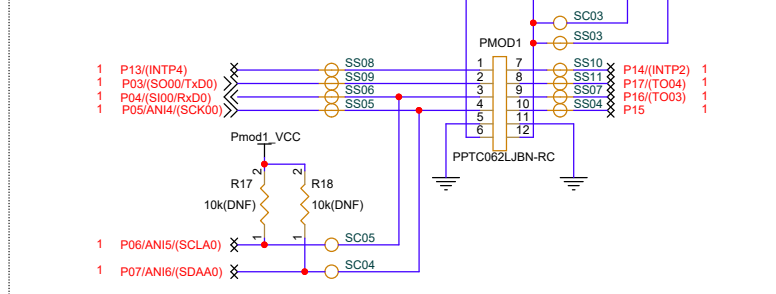 SC03
SS03
PMOD1
1 P13/(INTP4) SS08 1 7 SS10 P14/(INTP2) 1
1 P03/(SO00/TxD0) SS09 2 8 SS11 P17/(TO04) 1
1 P04/(SI00/RxD0) SS06 3 9 SS07 P16/(TO03) 1
1 P05/ANI4/(SCK00) SS05 4 10 SS04 P15 1
5 11
6 12
Pmod1_VCC
PPTC062LJBN-RC
2 2
R17 R18
10k(DNF) 10k(DNF)
1 1
1 P06/ANI5/(SCLA0) SC05
1 P07/ANI6/(SDAA0) SC04